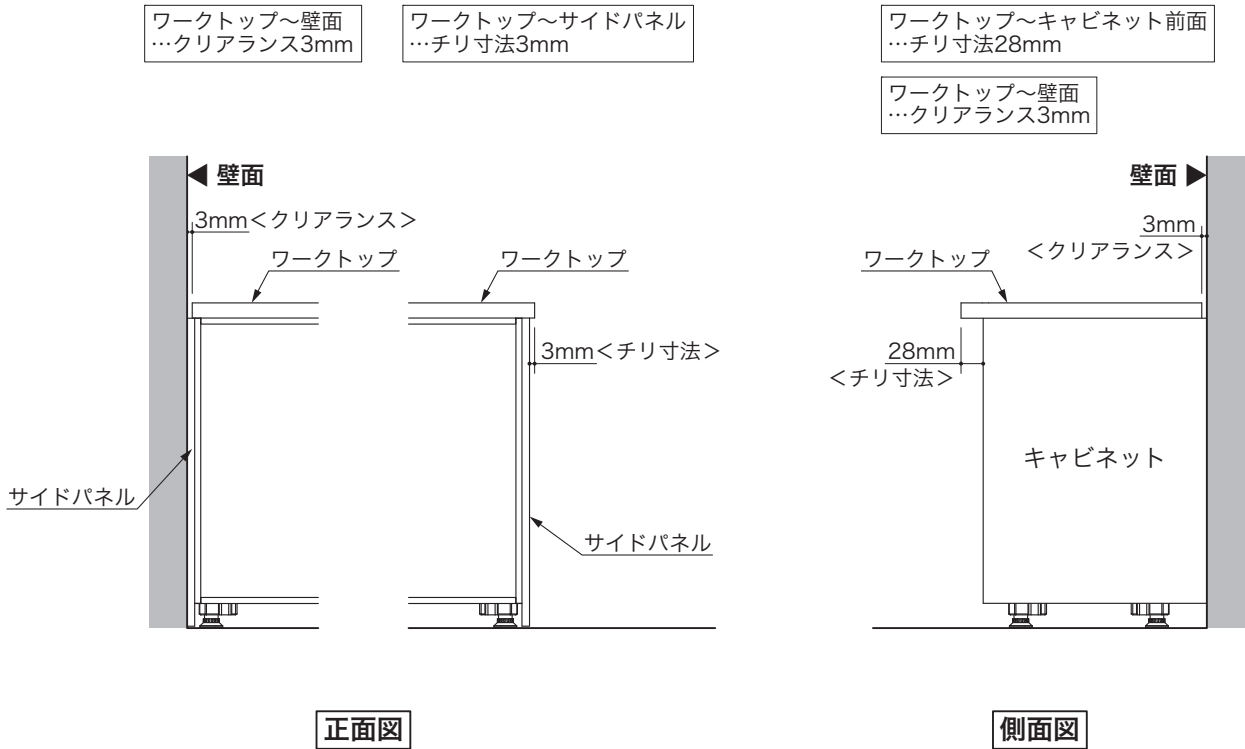 ワークトップ～壁面
…クリアランス3mm
ワークトップ～サイドパネル
…チリ寸法3mm
ワークトップ～キャビネット前面
…チリ寸法28mm
ワークトップ～壁面
…クリアランス3mm
◀ 壁面
3mm＜クリアランス＞
ワークトップ
ワークトップ
3mm＜チリ寸法＞
サイドパネル
サイドパネル
正面図
壁面 ▶
3mm
＜クリアランス＞
ワークトップ
28mm
＜チリ寸法＞
キャビネット
側面図